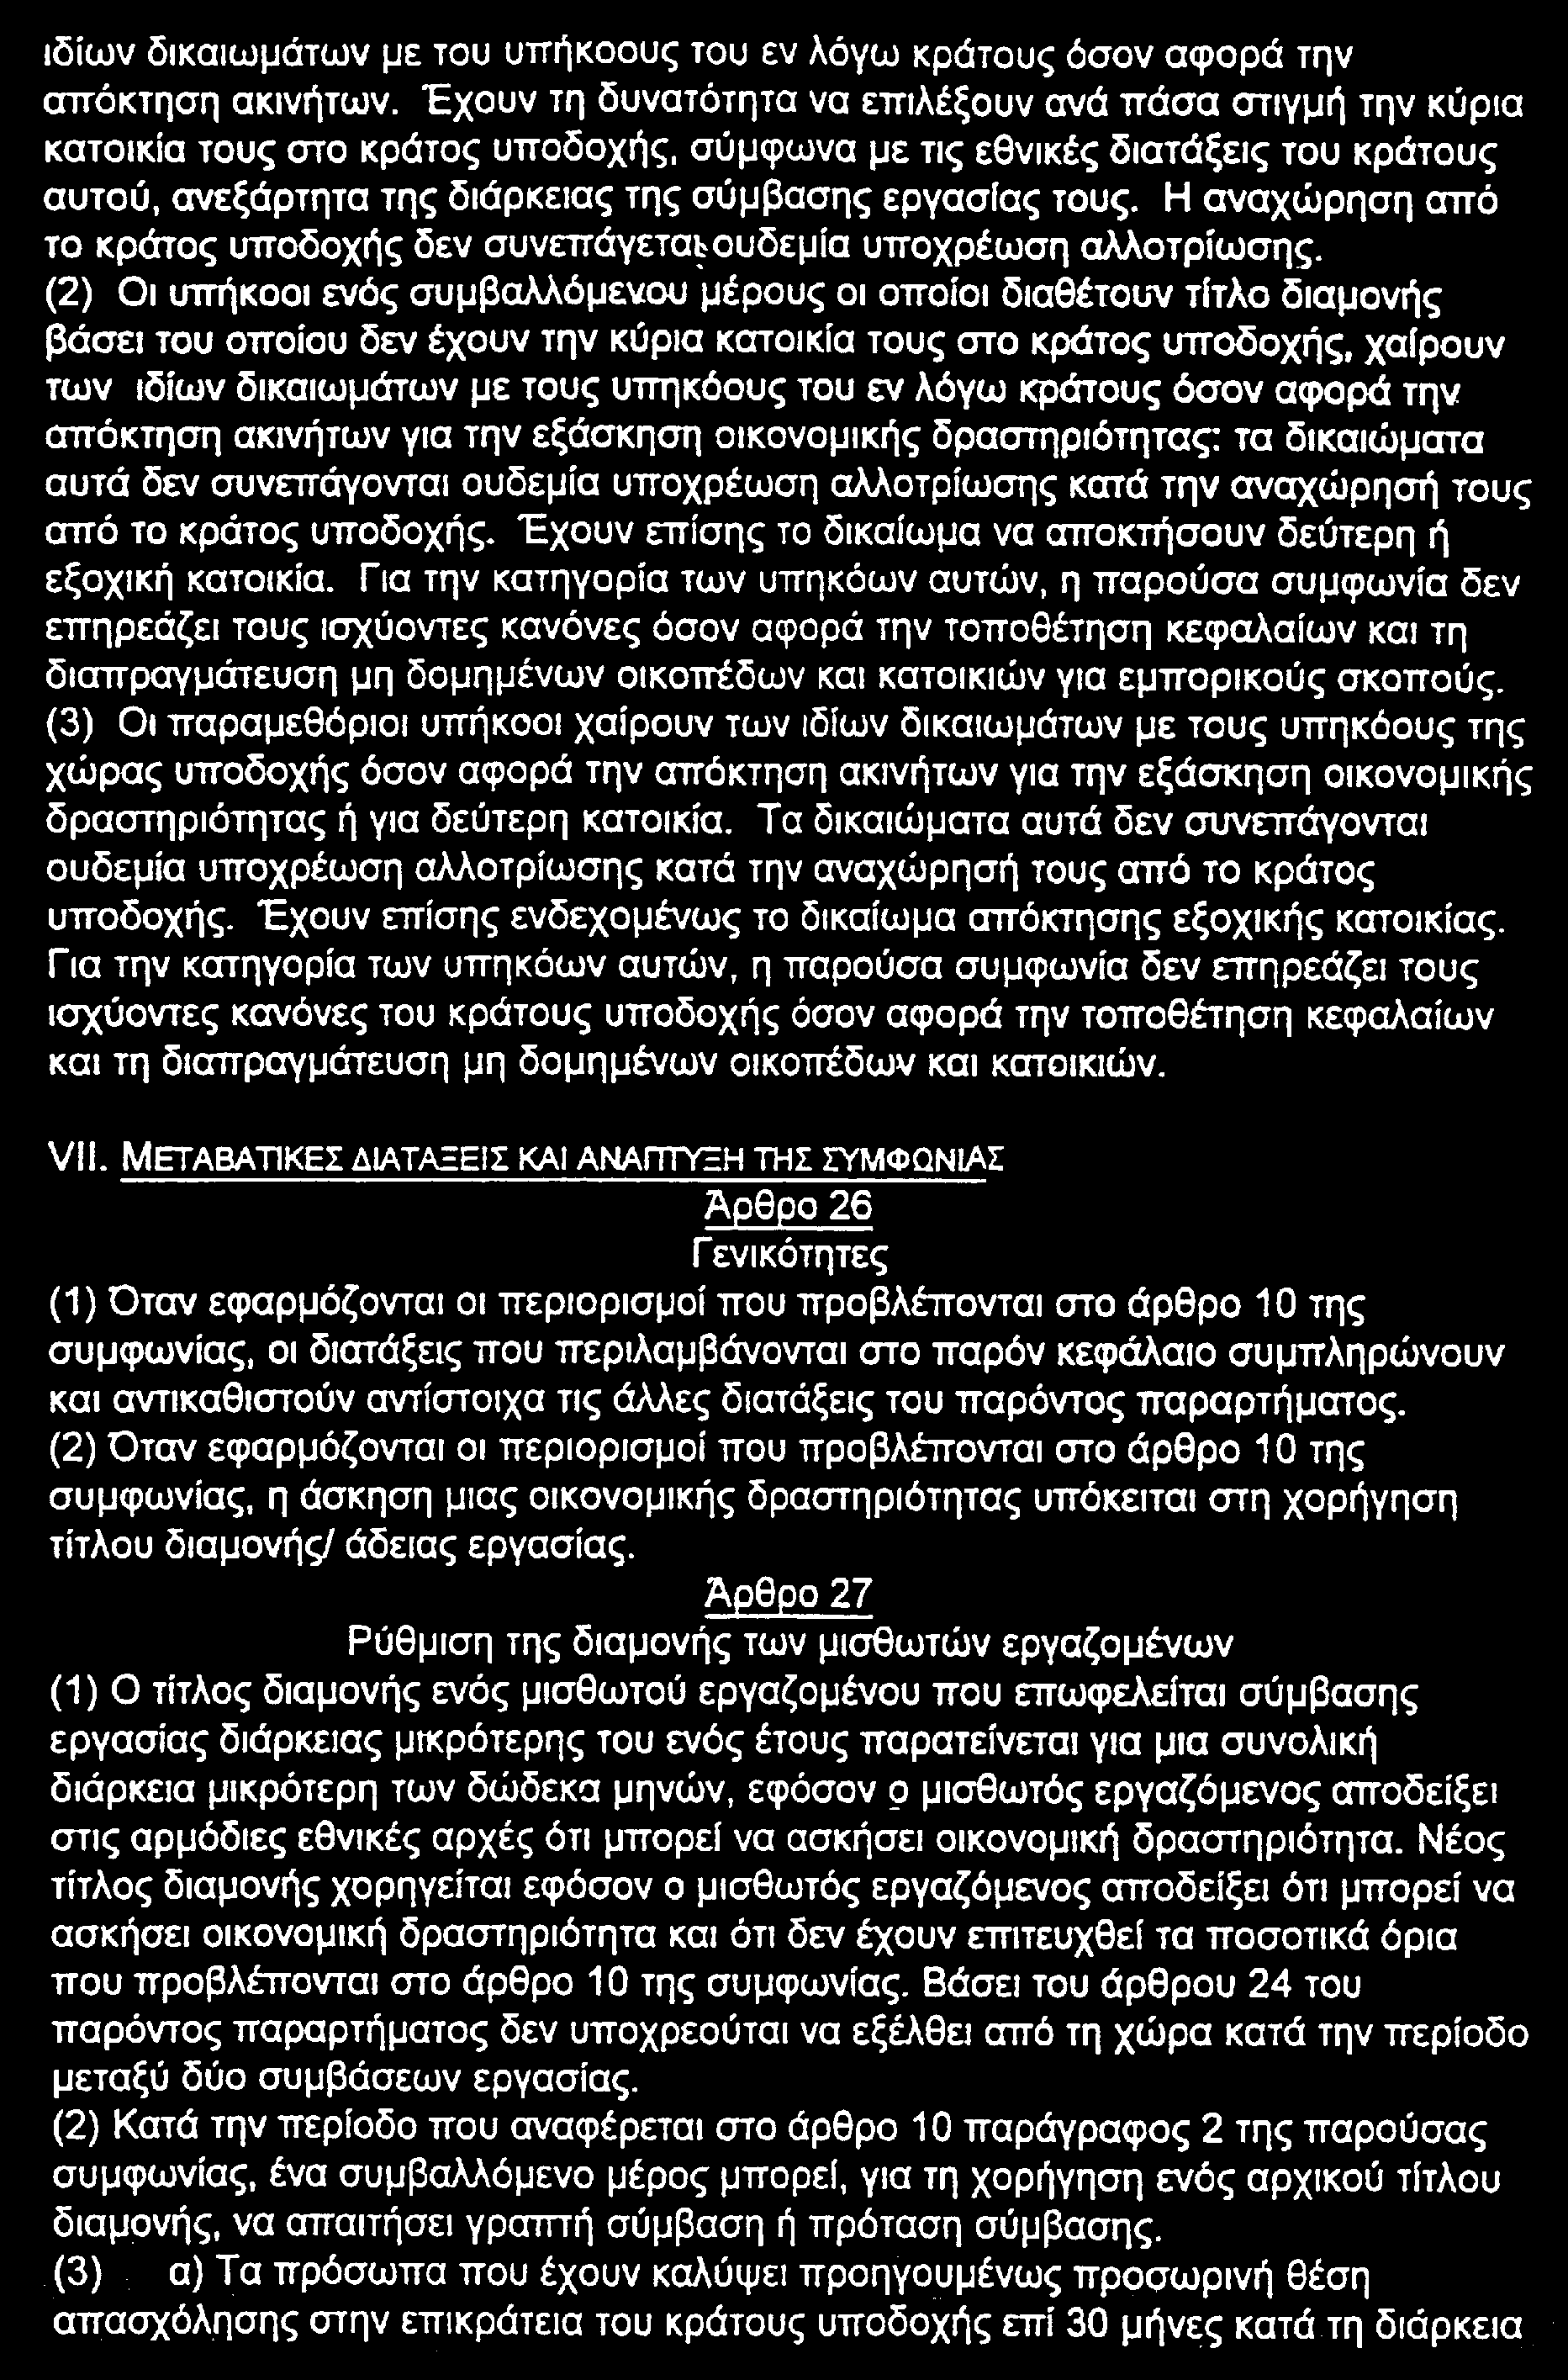 ιδίων δικαιωμάτων με του υπήκοους του εν λόγω κράτους όσον αφορά την
απόκτηση ακινήτων. Έχουν τη δυνατότητα να επιλέξουν ανά πάσα στιγμή την κύρια
κατοικία τους στο κράτος υποδοχής, σύμφωνα με τις εθνικές διατάξεις του κράτους
αυτού, ανεξάρτητα της διάρκειας της σύμβασης εργασίας τους. Η αναχώρηση από
το κράτος υποδοχής δεν συνεπάγεται ουδεμία υποχρέωση αλλοτρίωσης.
(2) Οι υπήκοοι ενός συμβαλλόμενου μέρους οι οποίοι διαθέτουν τίτλο διαμονής
βάσει του οποίου δεν έχουν την κύρια κατοικία τους στο κράτος υποδοχής, χαίρουν
των ιδίων δικαιωμάτων με τους υπηκόους του εν λόγω κράτους όσον αφορά την
απόκτηση ακινήτων για την εξάσκηση οικονομικής δραστηριότητας: τα δικαιώματα
αυτά δεν συνεπάγονται ουδεμία υποχρέωση αλλοτρίωσης κατά την αναχώρησή τους
από το κράτος υποδοχής. Έχουν επίσης το δικαίωμα να αποκτήσουν δεύτερη ή
εξοχική κατοικία. Για την κατηγορία των υπηκόων αυτών, η παρούσα συμφωνία δεν
επηρεάζει τους ισχύοντες κανόνες όσον αφορά την τοποθέτηση κεφαλαίων και τη
διαπραγμάτευση μη δομημένων οικοπέδων και κατοικιών για εμπορικούς σκοπούς.
(3) Οι παραμεθόριοι υπήκοοι χαίρουν των ιδίων δικαιωμάτων με τους υπηκόους της
χώρας υποδοχής όσον αφορά την απόκτηση ακινήτων για την εξάσκηση οικονομικής
δραστηριότητας ή για δεύτερη κατοικία. Τα δικαιώματα αυτά δεν συνεπάγονται
ουδεμία υποχρέωση αλλοτρίωσης κατά την αναχώρησή τους από το κράτος
υποδοχής. Έχουν επίσης ενδεχομένως το δικαίωμα απόκτησης εξοχικής κατοικίας.
Για την κατηγορία των υπηκόων αυτών, η παρούσα συμφωνία δεν επηρεάζει τους
ισχύοντες κανόνες του κράτους υποδοχής όσον αφορά την τοποθέτηση κεφαλαίων
και τη διαπραγμάτευση μη δομημένων οικοπέδων και κατοικιών.
VII. ΜΕΤΑΒΑΤΙΚΕΣ ΔΙΑΤΑΞΕΙΣ ΚΑΙ ΑΝΑΠΤΥΞΗ ΤΗΣ ΣΥΜΦΩΝΙΑΣ
Άρθρο 26
Γενικότητες
(1) Όταν εφαρμόζονται οι περιορισμοί που προβλέπονται στο άρθρο 10 της
συμφωνίας, οι διατάξεις που περιλαμβάνονται στο παρόν κεφάλαιο συμπληρώνουν
και αντικαθιστούν αντίστοιχα τις άλλες διατάξεις του παρόντος παραρτήματος.
(2) Όταν εφαρμόζονται οι περιορισμοί που προβλέπονται στο άρθρο 10 της
συμφωνίας, η άσκηση μιας οικονομικής δραστηριότητας υπόκειται στη χορήγηση
τίτλου διαμονής/ άδειας εργασίας.
Άρθρο 27
Ρύθμιση της διαμονής των μισθωτών εργαζομένων
(1) Ο τίτλος διαμονής ενός μισθωτού εργαζομένου που επωφελείται σύμβασης
εργασίας διάρκειας μικρότερης του ενός έτους παρατείνεται για μια συνολική
διάρκεια μικρότερη των δώδεκα μηνών, εφόσον ο μισθωτός εργαζόμενος αποδείξει
στις αρμόδιες εθνικές αρχές ότι μπορεί να ασκήσει οικονομική δραστηριότητα. Νέος
τίτλος διαμονής χορηγείται εφόσον ο μισθωτός εργαζόμενος αποδείξει ότι μπορεί να
ασκήσει οικονομική δραστηριότητα και ότι δεν έχουν επιτευχθεί τα ποσοτικά όρια
που προβλέπονται στο άρθρο 10 της συμφωνίας. Βάσει του άρθρου 24 του
παρόντος παραρτήματος δεν υποχρεούται να εξέλθει από τη χώρα κατά την περίοδο
μεταξύ δύο συμβάσεων εργασίας.
(2) Κατά την περίοδο που αναφέρεται στο άρθρο 10 παράγραφος 2 της παρούσας
συμφωνίας, ένα συμβαλλόμενο μέρος μπορεί, για τη χορήγηση ενός αρχικού τίτλου
διαμονής, να απαιτήσει γραπτή σύμβαση ή πρόταση σύμβασης.
(3) α) Τα πρόσωπα που έχουν καλύψει προηγουμένως προσωρινή θέση
απασχόλησης στην επικράτεια του κράτους υποδοχής επί 30 μήνες κατά τη διάρκεια